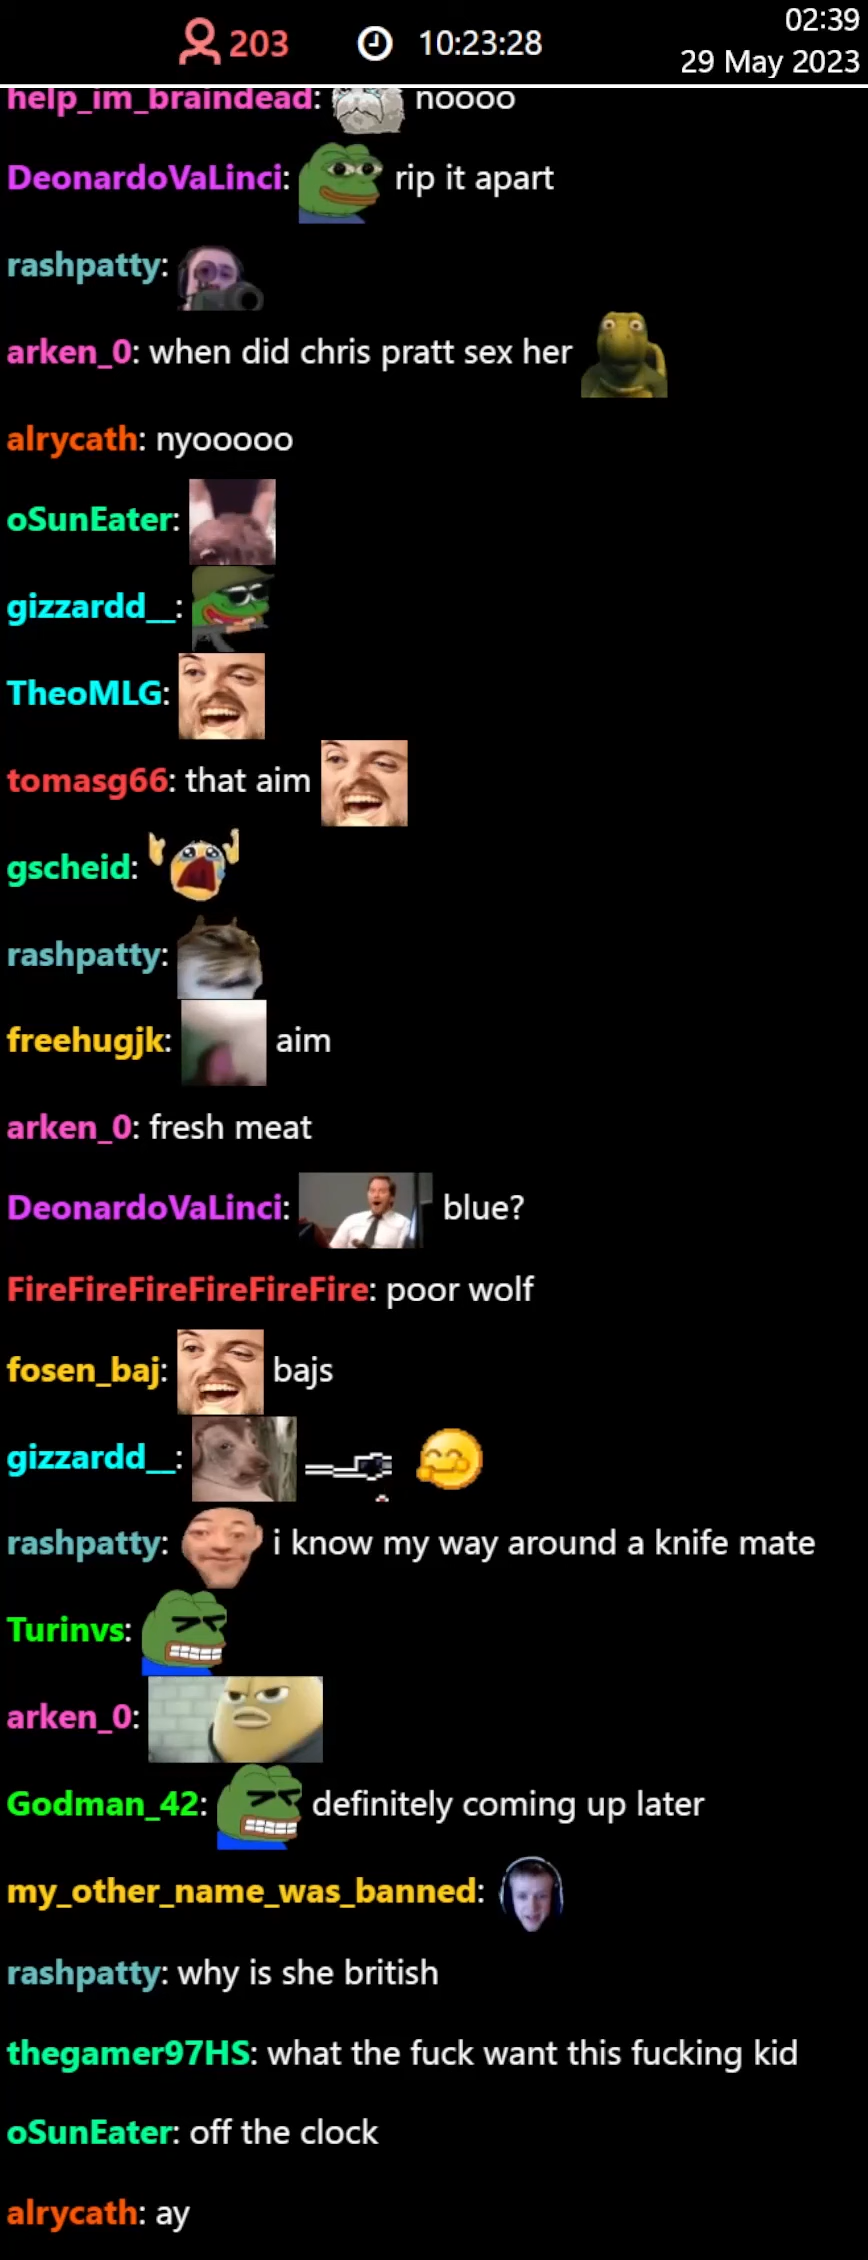 203 10:23:28 02:39
29 May 2023
help_im_braindead: noooo
DeonardoVaLinci: rip it apart
rashpatty:
arken_0: when did chris pratt sex her
alrycath: nyooooo
oSunEater:
gizzardd__:
TheoMLG:
tomasg66: that aim
gscheid:
rashpatty:
freehugjk: aim
arken_0: fresh meat
DeonardoVaLinci: blue?
FireFireFireFireFireFire: poor wolf
fosen_baj: bajs
gizzardd__:
rashpatty: i know my way around a knife mate
Turinvs:
arken_0:
Godman_42: definitely coming up later
my_other_name_was_banned:
rashpatty: why is she british
thegamer97HS: what the fuck want this fucking kid
oSunEater: off the clock
alrycath: ay